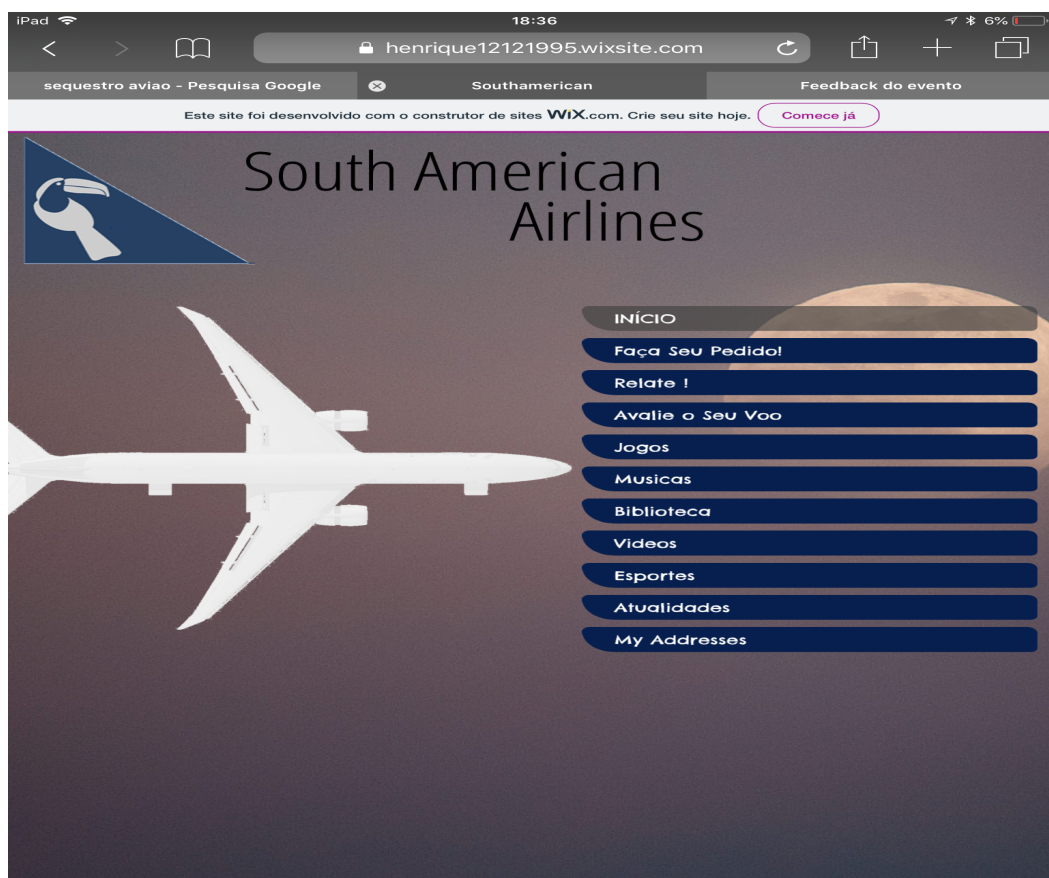 iPad 18:36 6%
henrique12121995.wixsite.com
sequestro aviao - Pesquisa Google Southamerican Feedback do evento
Este site foi desenvolvido com o construtor de sites WiX.com. Crie seu site hoje. Comece já
South American
Airlines
INÍCIO
Faça Seu Pedido!
Relate !
Avalie o Seu Voo
Jogos
Musicas
Biblioteca
Videos
Esportes
Atualidades
My Addresses